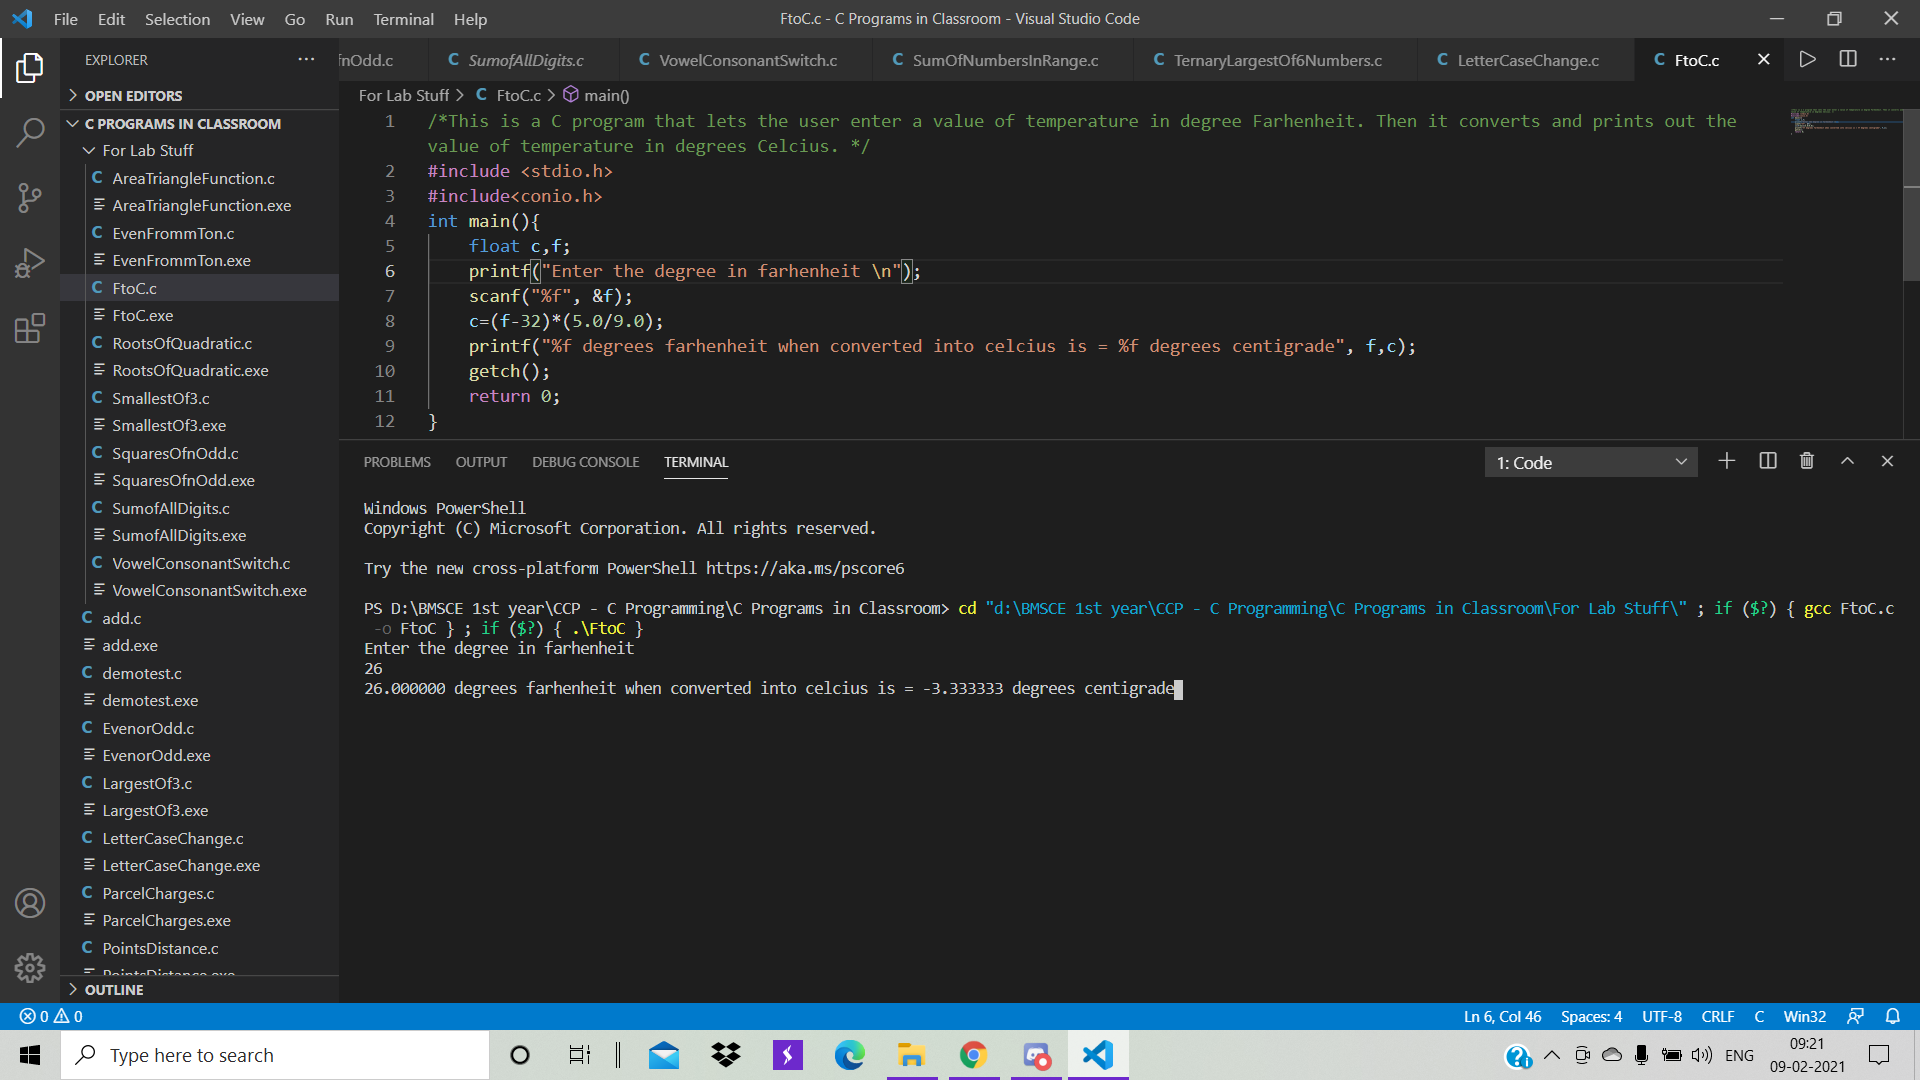 File Edit Selection View Go Run Terminal Help
FtoC.c - C Programs in Classroom - Visual Studio Code
EXPLORER
nOdd.c
SumofAllDigits.c
VowelConsonantSwitch.c
SumOfNumbersInRange.c
TernaryLargestOf6Numbers.c
LetterCaseChange.c
FtoC.c
For Lab Stuff > C FtoC.c > main()
OPEN EDITORS
C PROGRAMS IN CLASSROOM
For Lab Stuff
AreaTriangleFunction.c
AreaTriangleFunction.exe
EvenFrommTon.c
EvenFrommTon.exe
FtoC.c
FtoC.exe
RootsOfQuadratic.c
RootsOfQuadratic.exe
SmallestOf3.c
SmallestOf3.exe
SquaresOfnOdd.c
SquaresOfnOdd.exe
SumofAllDigits.c
SumofAllDigits.exe
VowelConsonantSwitch.c
VowelConsonantSwitch.exe
add.c
add.exe
demotest.c
demotest.exe
EvenorOdd.c
EvenorOdd.exe
LargestOf3.c
LargestOf3.exe
LetterCaseChange.c
LetterCaseChange.exe
ParcelCharges.c
ParcelCharges.exe
PointsDistance.c
PointsDistance.exe
OUTLINE
1 /*This is a C program that lets the user enter a value of temperature in degree Farhenheit. Then it converts and prints out the
value of temperature in degrees Celcius. */
2 #include <stdio.h>
3 #include<conio.h>
4 int main(){
5 float c,f;
6 printf("Enter the degree in farhenheit \n");
7 scanf("%f", &f);
8 c=(f-32)*(5.0/9.0);
9 printf("%f degrees farhenheit when converted into celcius is = %f degrees centigrade", f,c);
10 getch();
11 return 0;
12 }
PROBLEMS OUTPUT DEBUG CONSOLE TERMINAL
1: Code
Windows PowerShell
Copyright (C) Microsoft Corporation. All rights reserved.
Try the new cross-platform PowerShell https://aka.ms/pscore6
PS D:\BMSCE 1st year\CCP - C Programming\C Programs in Classroom> cd "d:\BMSCE 1st year\CCP - C Programming\C Programs in Classroom\For Lab Stuff\" ; if ($?) { gcc FtoC.c
-o FtoC } ; if ($?) { .\FtoC }
Enter the degree in farhenheit
26
26.000000 degrees farhenheit when converted into celcius is = -3.333333 degrees centigrade
0 0
Ln 6, Col 46 Spaces: 4 UTF-8 CRLF C Win32
Type here to search
ENG
09:21
09-02-2021